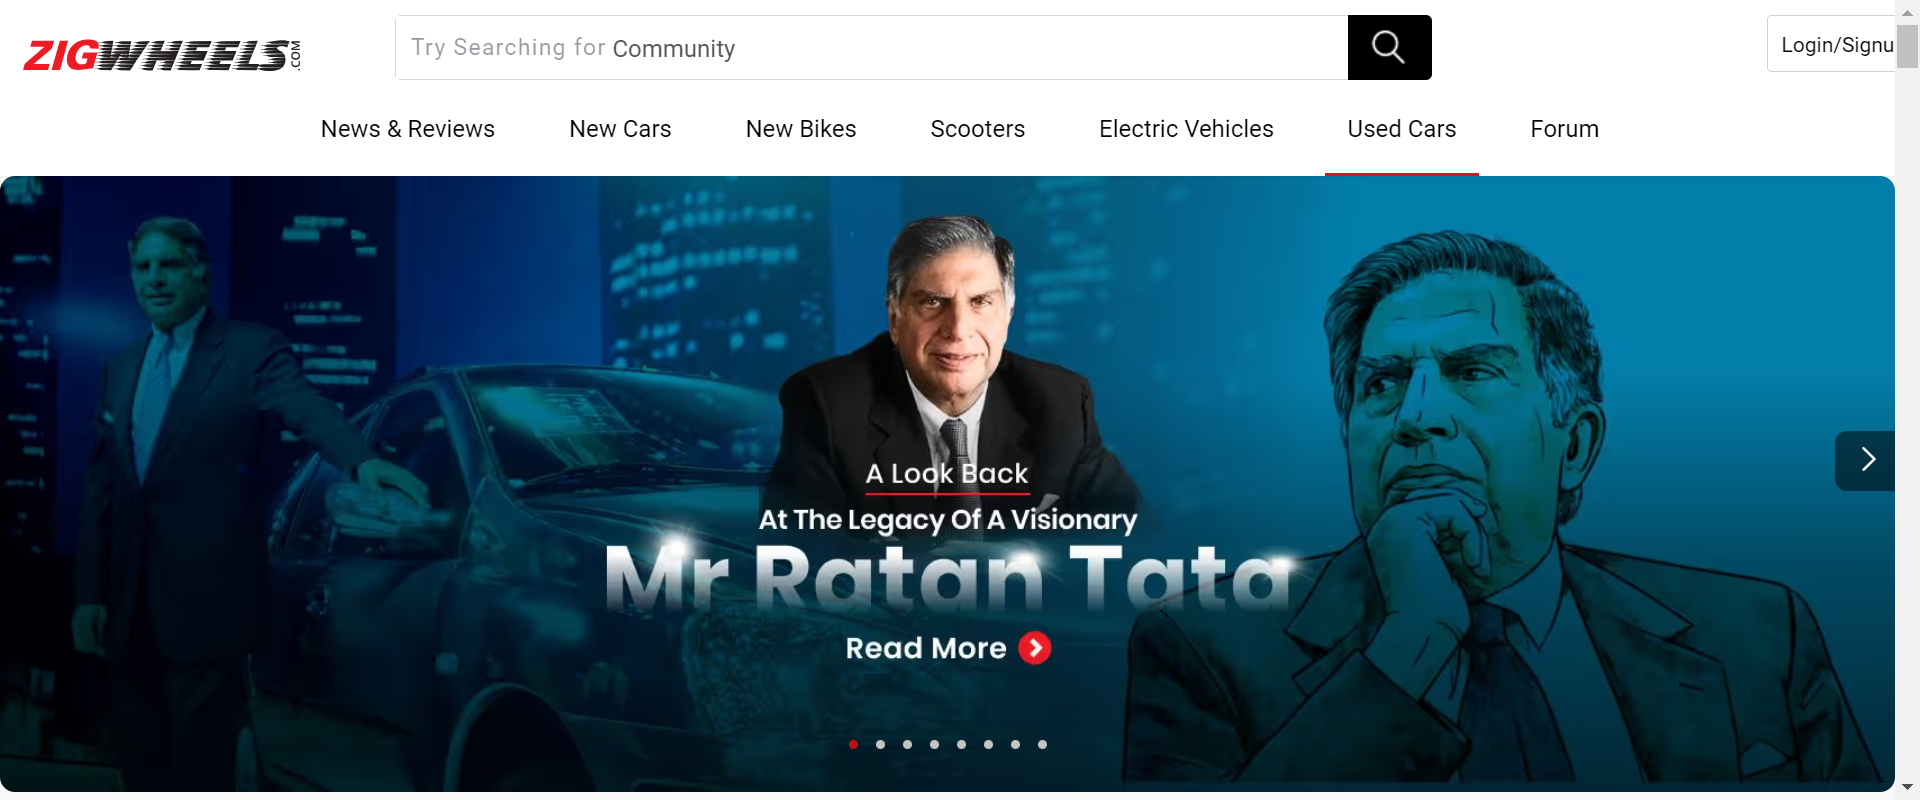 ZIGWHEELS.COM
Try Searching for Community
Login/Signu
News & Reviews New Cars New Bikes Scooters Electric Vehicles Used Cars Forum
A Look Back
At The Legacy Of A Visionary
Mr Ratan Tata
Read More